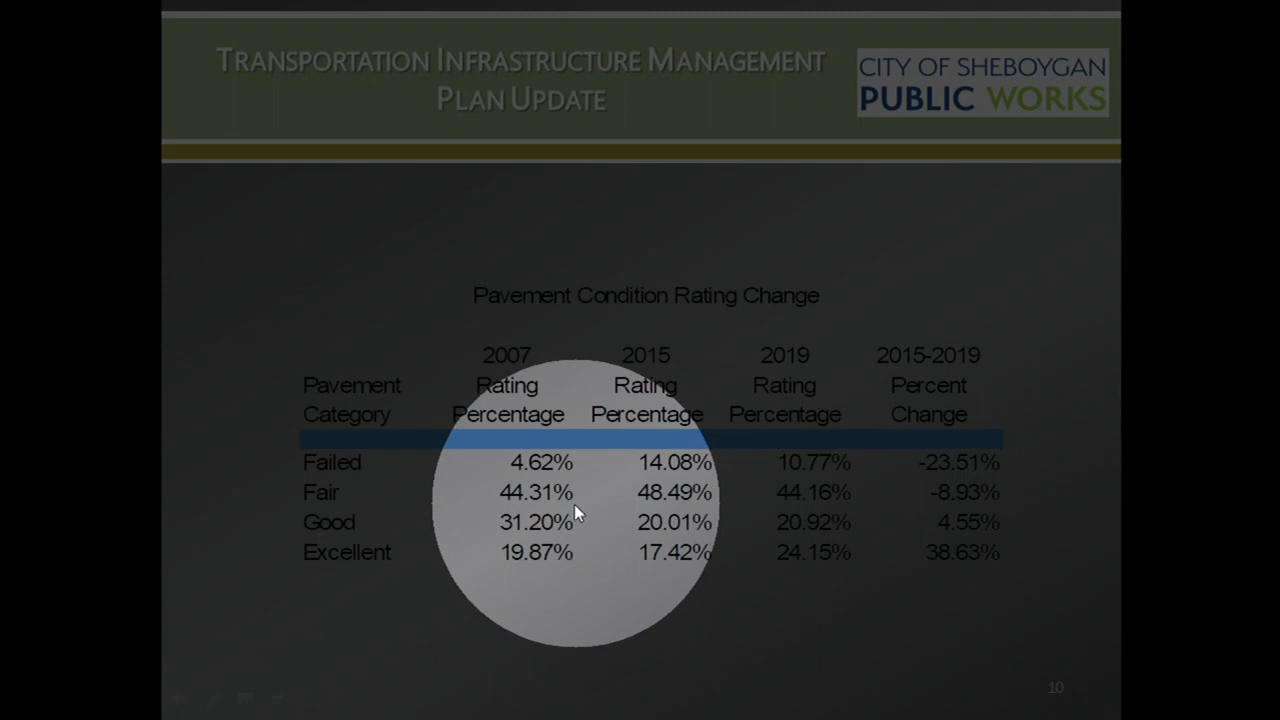 TRANSPORTATION INFRASTRUCTURE MANAGEMENT
PLAN UPDATE
CITY OF SHEBOYGAN
PUBLIC WORKS
Pavement Condition Rating Change
2007 2015 2019 2015-2019
Pavement Rating Rating Rating Percent
Category Percentage Percentage Percentage Change
Failed 4.62% 14.08% 10.77% -23.51%
Fair 44.31% 48.49% 44.16% -8.93%
Good 31.20% 20.01% 20.92% 4.55%
Excellent 19.87% 17.42% 24.15% 38.63%
10